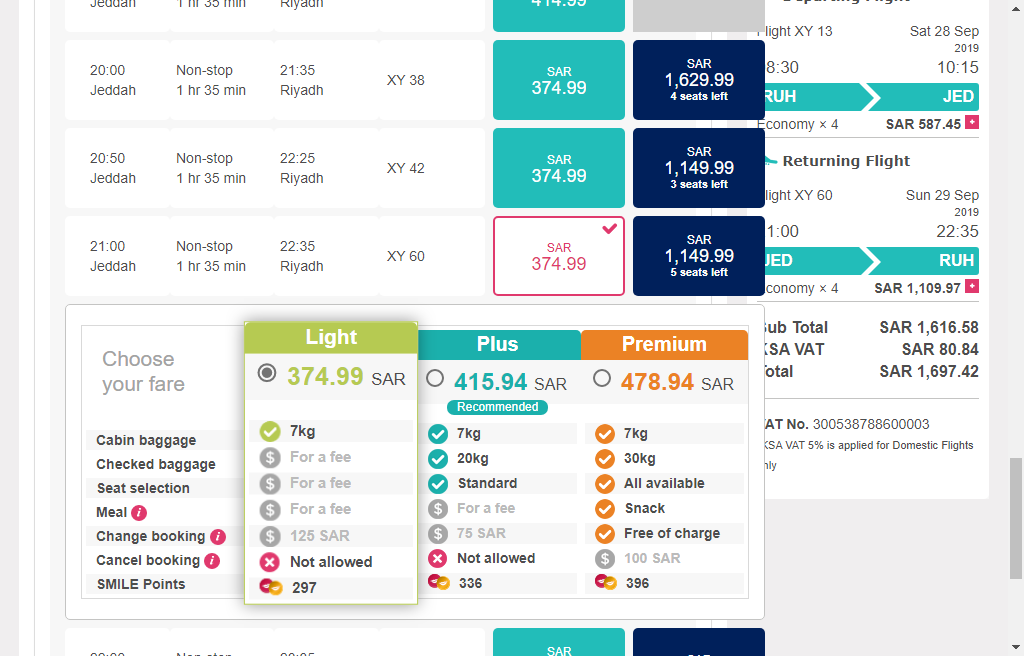 Jeddah
1 hr 35 min
Riyadh
414.99
20:00
Jeddah
Non-stop
1 hr 35 min
21:35
Riyadh
XY 38
SAR
374.99
SAR
1,629.99
4 seats left
20:50
Jeddah
Non-stop
1 hr 35 min
22:25
Riyadh
XY 42
SAR
374.99
SAR
1,149.99
3 seats left
21:00
Jeddah
Non-stop
1 hr 35 min
22:35
Riyadh
XY 60
SAR
374.99
SAR
1,149.99
5 seats left
Choose
your fare
Cabin baggage
Checked baggage
Seat selection
Meal i
Change booking i
Cancel booking i
SMILE Points
Light
374.99 SAR
7kg
$ For a fee
$ For a fee
$ For a fee
$ 125 SAR
Not allowed
297
Plus
415.94 SAR
Recommended
7kg
20kg
Standard
$ For a fee
$ 75 SAR
Not allowed
336
Premium
478.94 SAR
7kg
30kg
All available
Snack
Free of charge
$ 100 SAR
396
SAR
Flight
light XY 13
Sat 28 Sep
2019
8:30
10:15
RUH
JED
Economy × 4
SAR 587.45 +
Returning Flight
light XY 60
Sun 29 Sep
2019
1:00
22:35
JED
RUH
conomy × 4
SAR 1,109.97 +
ub Total
SAR 1,616.58
KSA VAT
SAR 80.84
otal
SAR 1,697.42
AT No. 300538788600003
KSA VAT 5% is applied for Domestic Flights
nly